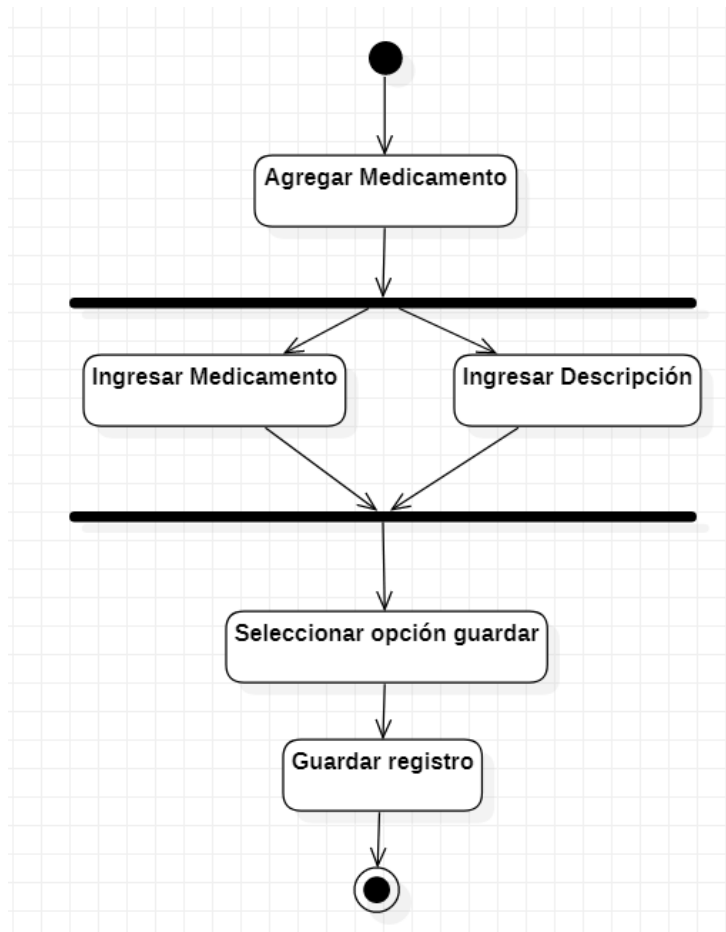 Agregar Medicamento
Ingresar Medicamento
Ingresar Descripción
Seleccionar opción guardar
Guardar registro